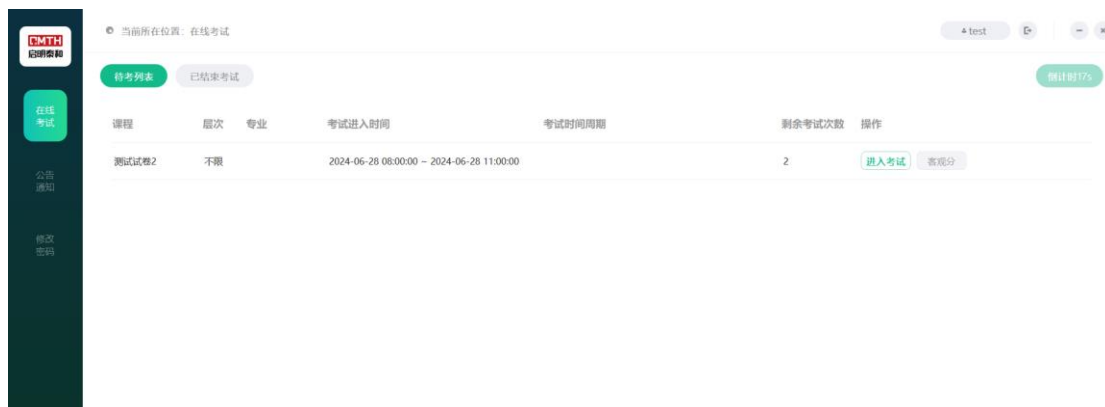 CMTH
启明泰和
当前所在位置: 在线考试
test
待考列表 已结束考试
倒计时17s
在线
考试
课程 层次 专业 考试进入时间 考试时间周期 剩余考试次数 操作
测试试卷2 不限 2024-06-28 08:00:00 ~ 2024-06-28 11:00:00 2 进入考试 客观分
公告
通知
修改
密码